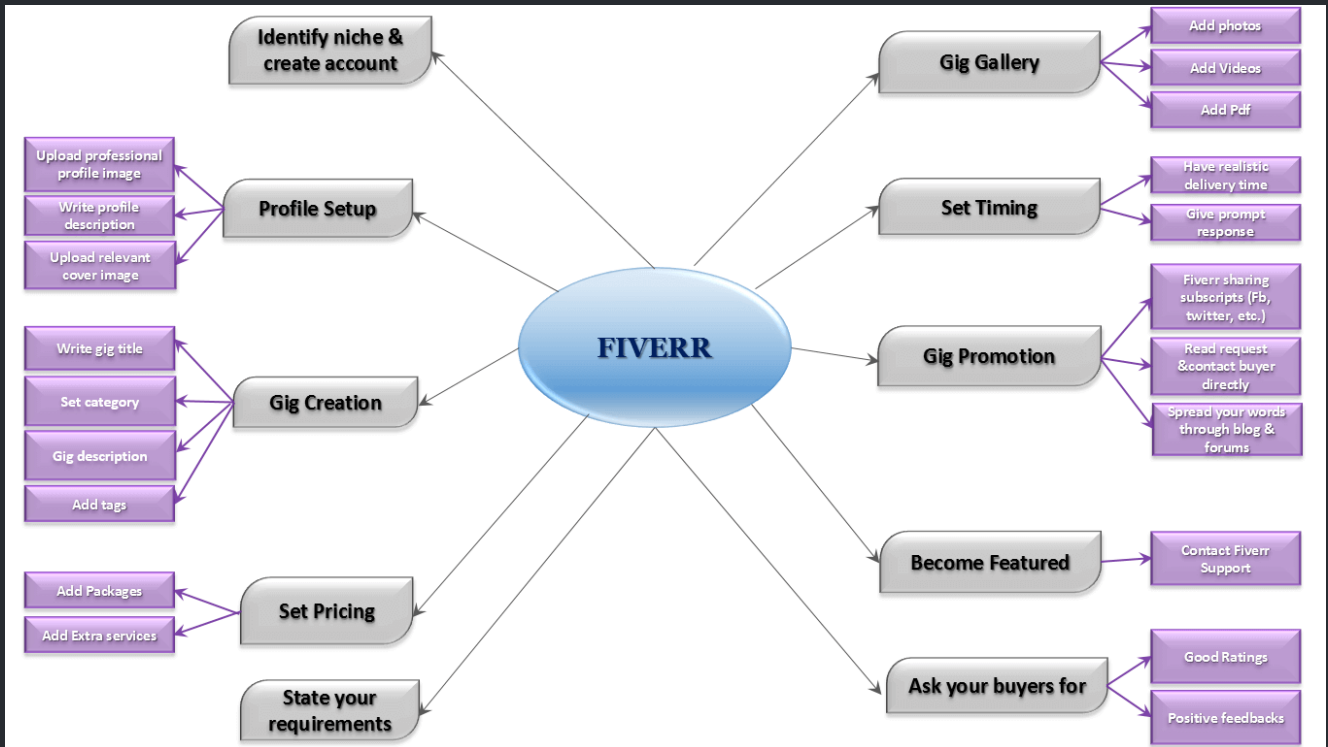 Identify niche &
create account
Upload professional
profile image
Write profile
description
Upload relevant
cover image
Profile Setup
Write gig title
Set category
Gig description
Add tags
Gig Creation
Add Packages
Add Extra services
Set Pricing
State your
requirements
FIVERR
Gig Gallery
Add photos
Add Videos
Add Pdf
Set Timing
Have realistic
delivery time
Give prompt
response
Gig Promotion
Fiverr sharing
subscripts (Fb,
twitter, etc.)
Read request
&contact buyer
directly
Spread your words
through blog &
forums
Become Featured
Contact Fiverr
Support
Ask your buyers for
Good Ratings
Positive feedbacks